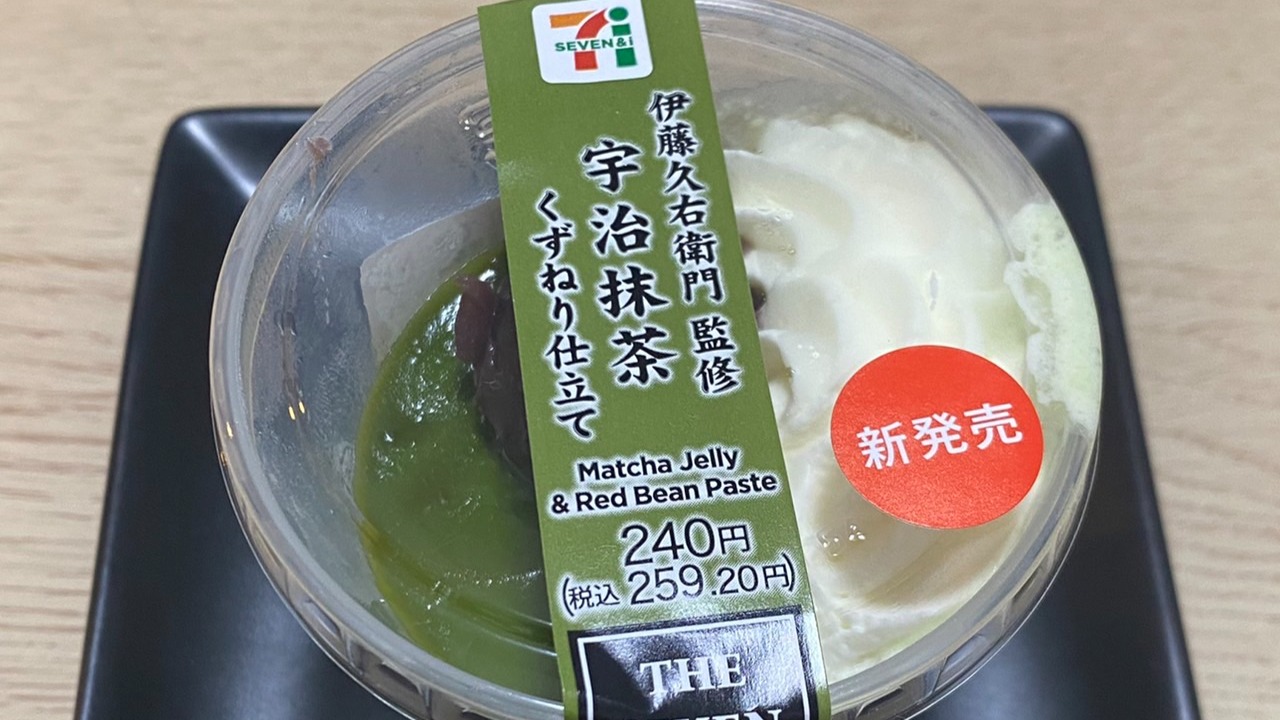 SEVEN&i
伊藤久右衛門 監修
宇治抹茶
くずねり仕立て
Matcha Jelly
& Red Bean Paste
240円
(税込 259.20円)
THE
新発売